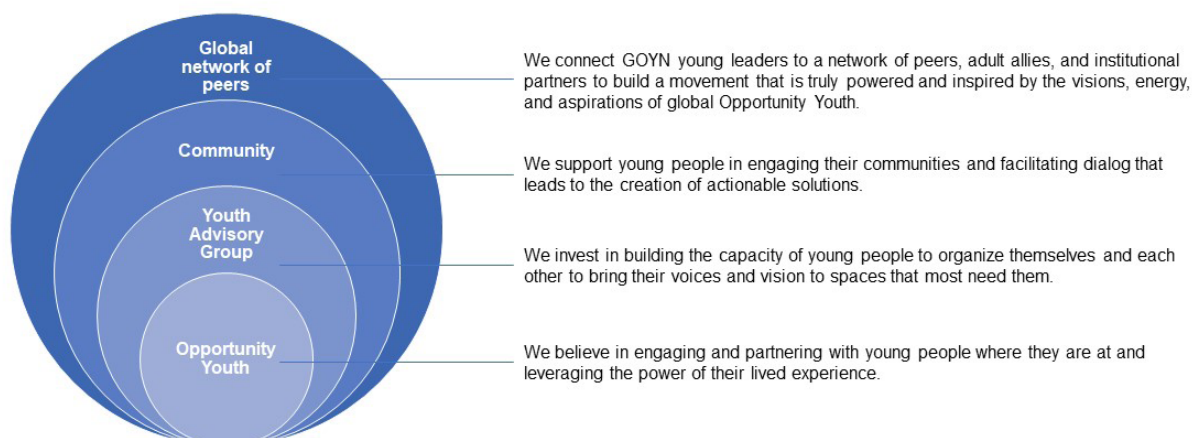 Global
network of
peers
We connect GOYN young leaders to a network of peers, adult allies, and institutional
partners to build a movement that is truly powered and inspired by the visions, energy,
and aspirations of global Opportunity Youth.
Community
We support young people in engaging their communities and facilitating dialog that
leads to the creation of actionable solutions.
Youth
Advisory
Group
We invest in building the capacity of young people to organize themselves and each
other to bring their voices and vision to spaces that most need them.
Opportunity
Youth
We believe in engaging and partnering with young people where they are at and
leveraging the power of their lived experience.